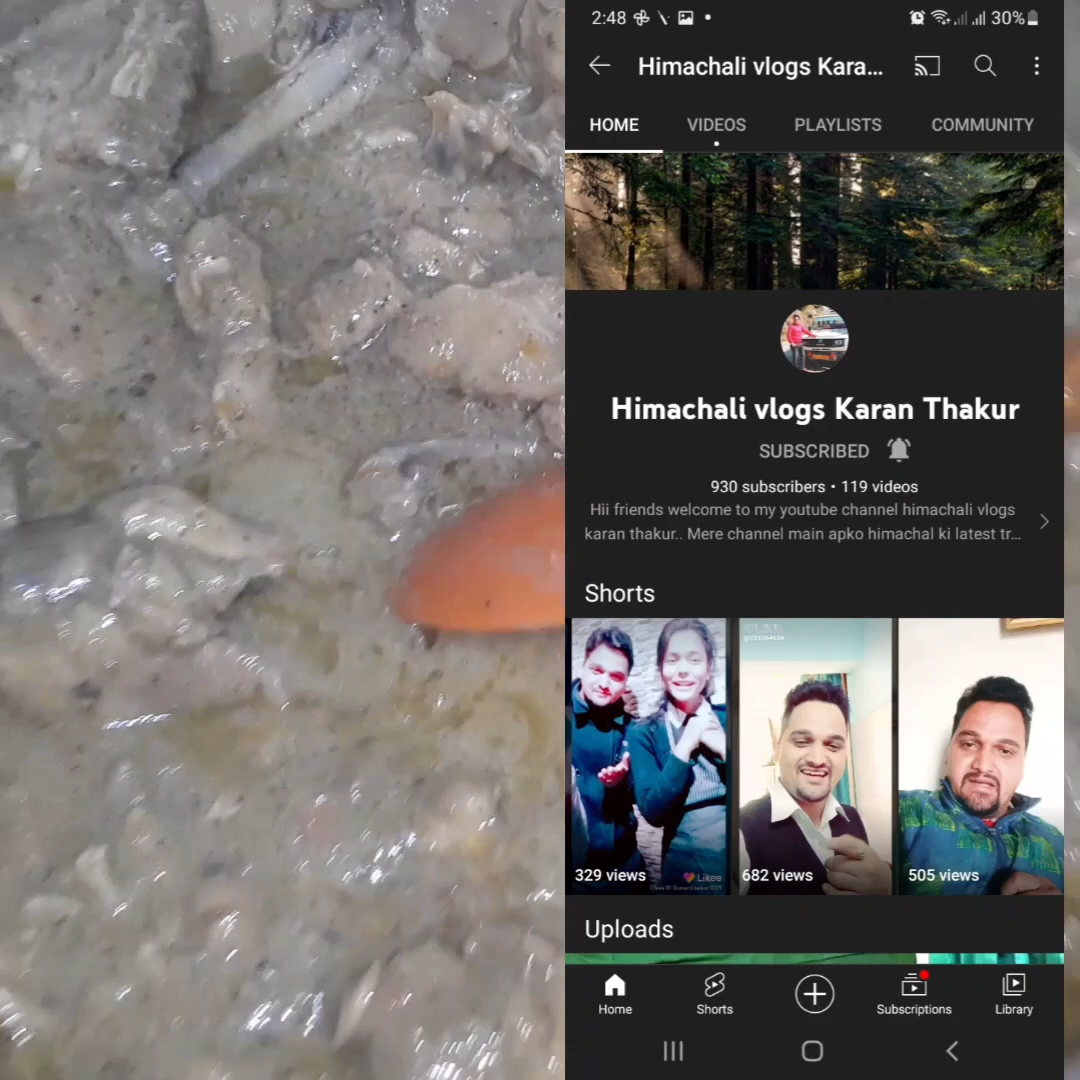 2:48
30%
Himachali vlogs Kara...
HOME VIDEOS PLAYLISTS COMMUNITY
Himachali vlogs Karan Thakur
SUBSCRIBED
930 subscribers • 119 videos
Hii friends welcome to my youtube channel himachali vlogs
karan thakur.. Mere channel main apko himachal ki latest tr...
Shorts
329 views
Likee
682 views
505 views
Uploads
Home Shorts Subscriptions Library